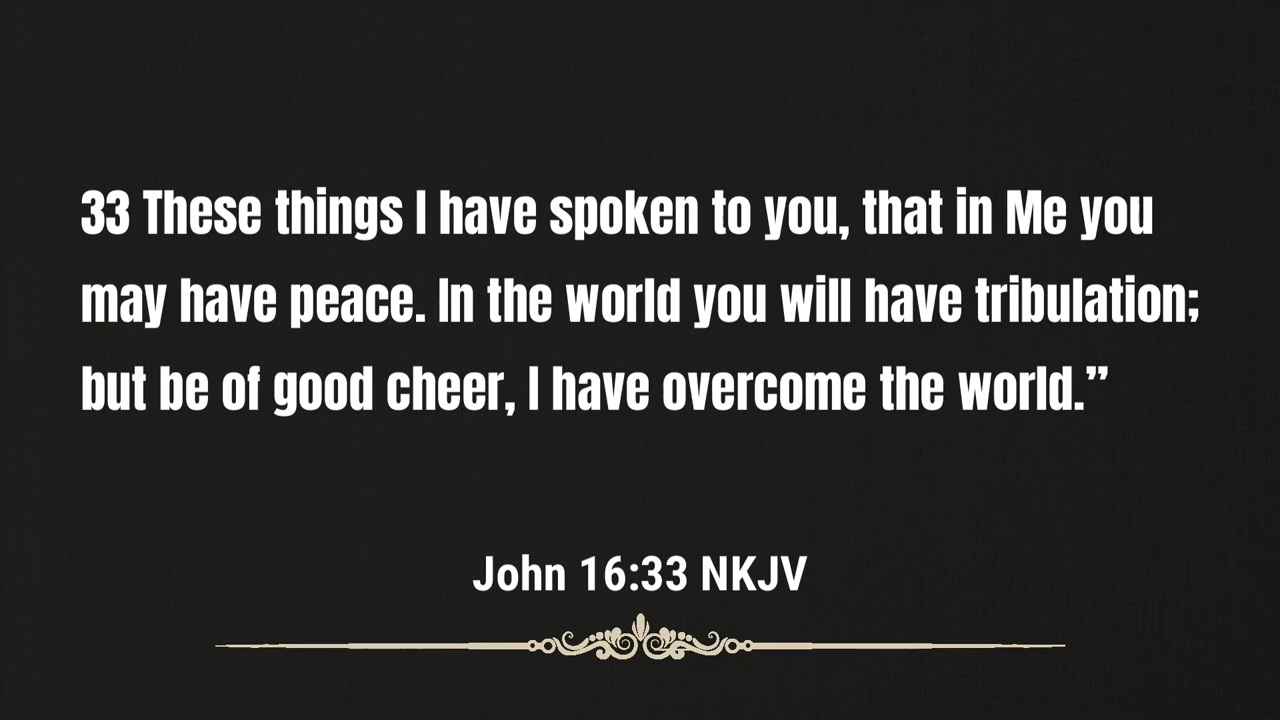 33 These things I have spoken to you, that in Me you
may have peace. In the world you will have tribulation;
but be of good cheer, I have overcome the world.”
John 16:33 NKJV